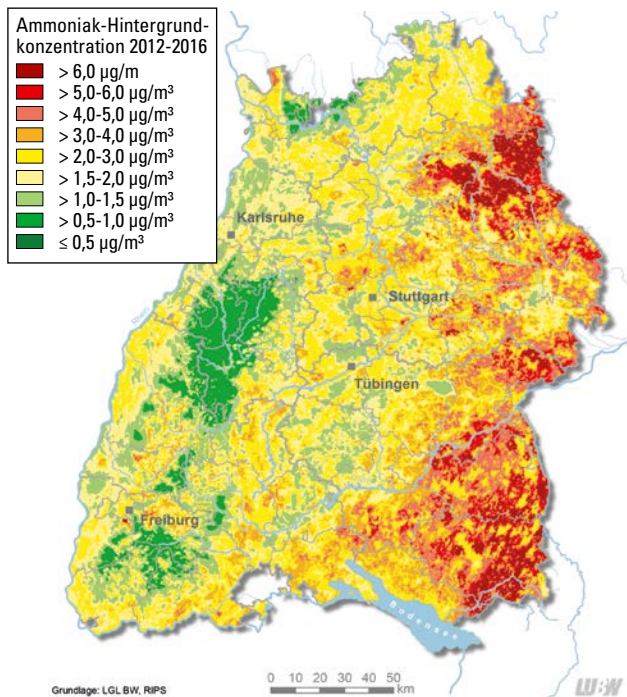 Ammoniak-Hintergrund-
konzentration 2012-2016
> 6,0 µg/m
> 5,0-6,0 µg/m³
> 4,0-5,0 µg/m³
> 3,0-4,0 µg/m³
> 2,0-3,0 µg/m³
> 1,5-2,0 µg/m³
> 1,0-1,5 µg/m³
> 0,5-1,0 µg/m³
≤ 0,5 µg/m³
Karlsruhe
Rhein
Stuttgart
Tübingen
Freiburg
Bodensee
Grundlage: LGL BW, RIPS
0 10 20 30 40 50
km
LUBW